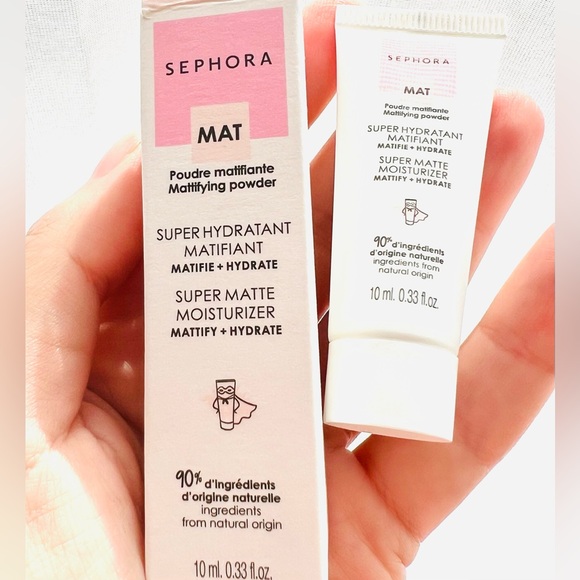 SEPHORA
MAT
Poudre matifiante
Mattifying powder
SUPER HYDRATANT
MATIFIANT
MATIFIE + HYDRATE
SUPER MATTE
MOISTURIZER
MATTIFY + HYDRATE
90% d'ingrédients
d'origine naturelle
ingredients
from natural origin
10 ml. 0.33 fl.oz.
SEPHORA
MAT
Poudre matifiante
Mattifying powder
SUPER HYDRATANT
MATIFIANT
MATIFIE + HYDRATE
SUPER MATTE
MOISTURIZER
MATTIFY + HYDRATE
90% d'ingrédients
d'origine naturelle
ingredients from
natural origin
10 ml. 0.33 fl.oz.